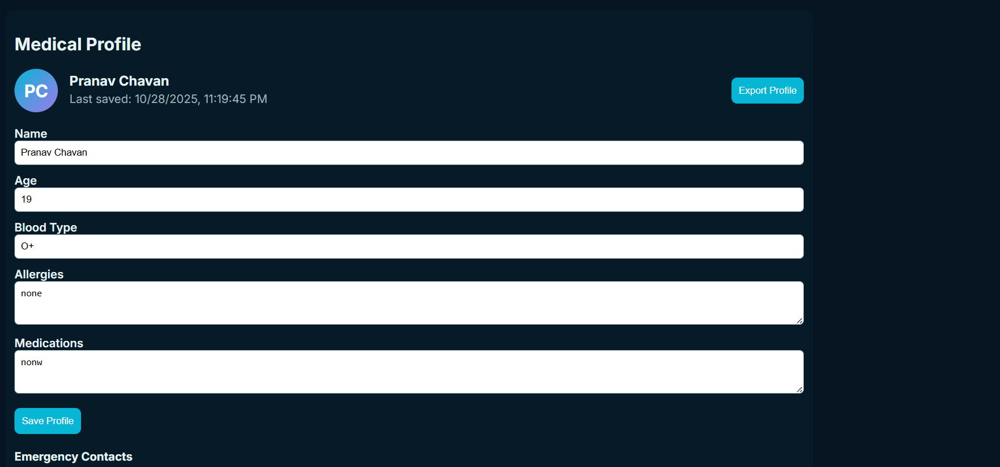 Medical Profile
PC
Pranav Chavan
Last saved: 10/28/2025, 11:19:45 PM
Export Profile
Name
Pranav Chavan
Age
19
Blood Type
O+
Allergies
none
Medications
nonw
Save Profile
Emergency Contacts